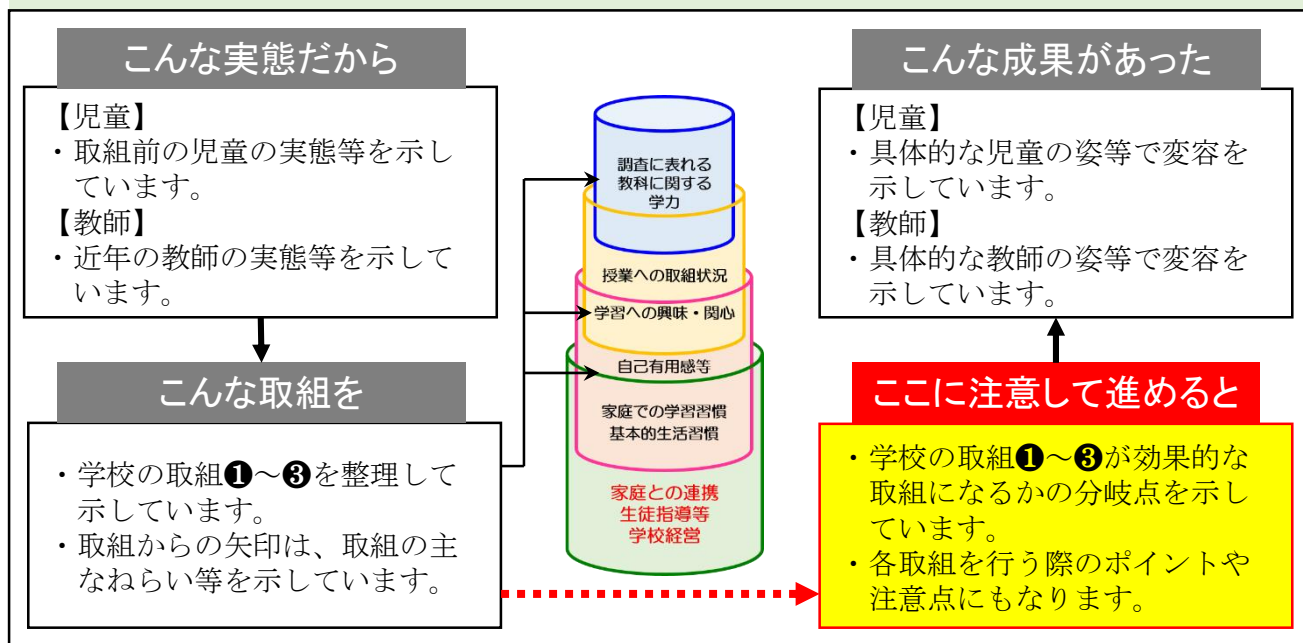 こんな実態だから
【児童】
・取組前の児童の実態等を示し
ています。
【教師】
・近年の教師の実態等を示して
います。
こんな取組を
・学校の取組❶～❸を整理して
示しています。
・取組からの矢印は、取組の主
なねらい等を示しています。
調査に表れる
教科に関する
学力
授業への取組状況
学習への興味・関心
自己有用感等
家庭での学習習慣
基本的生活習慣
家庭との連携
生徒指導等
学校経営
こんな成果があった
【児童】
・具体的な児童の姿等で変容を
示しています。
【教師】
・具体的な教師の姿等で変容を
示しています。
ここに注意して進めると
・学校の取組❶～❸が効果的な
取組になるかの分岐点を示し
ています。
・各取組を行う際のポイントや
注意点にもなります。